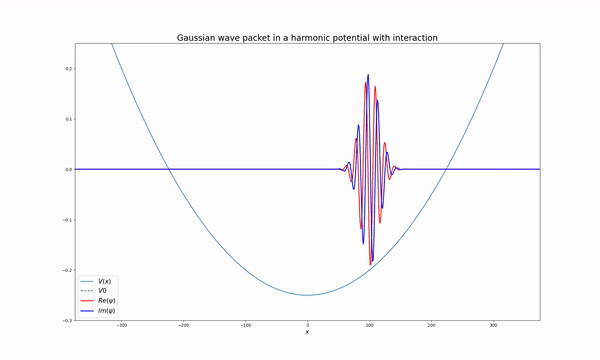 Gaussian wave packet in a harmonic potential with interaction
0.2
0.1
0.0
−0.1
−0.2
−0.3
V(x)
V0
Re(ψ)
Im(ψ)
−300 −200 −100 0 100 200 300
x